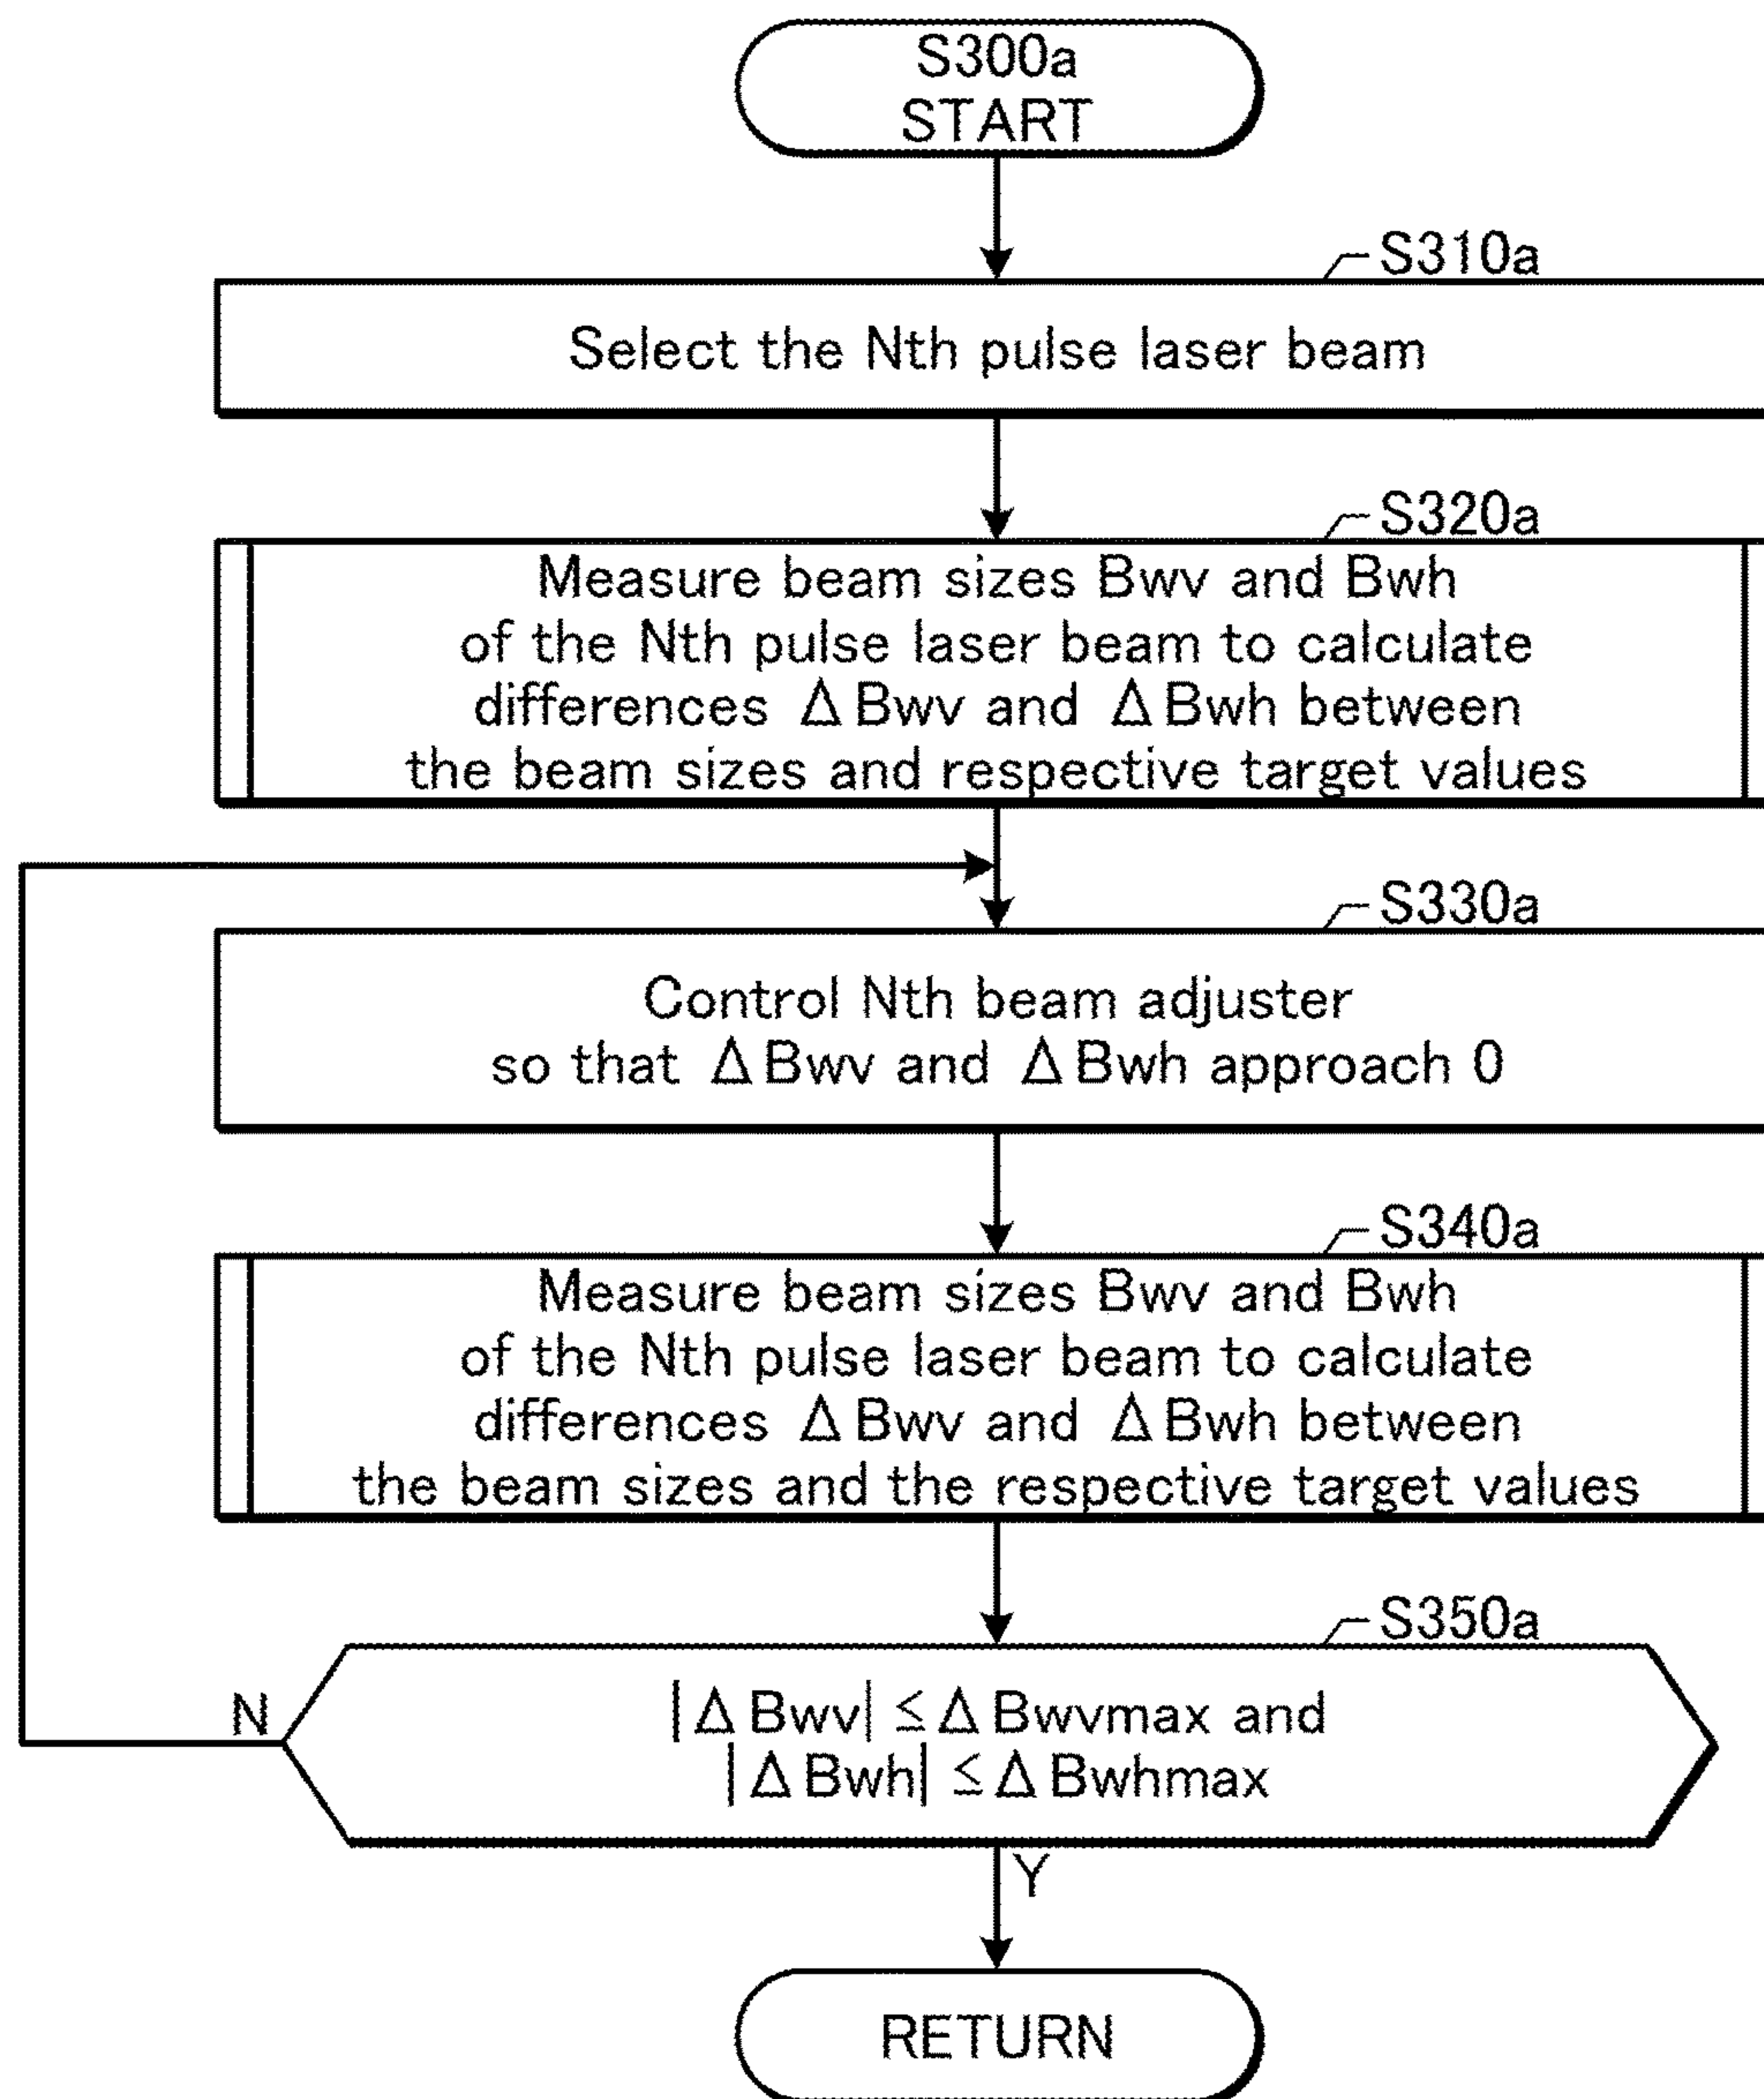 S300a
START
S310a
Select the Nth pulse laser beam
S320a
Measure beam sizes Bwv and Bwh
of the Nth pulse laser beam to calculate
differences ΔBwv and ΔBwh between
the beam sizes and respective target values
S330a
Control Nth beam adjuster
so that ΔBwv and ΔBwh approach 0
S340a
Measure beam sizes Bwv and Bwh
of the Nth pulse laser beam to calculate
differences ΔBwv and ΔBwh between
the beam sizes and the respective target values
S350a
N
|ΔBwv| ≦ ΔBwvmax and
|ΔBwh| ≦ ΔBwhmax
Y
RETURN